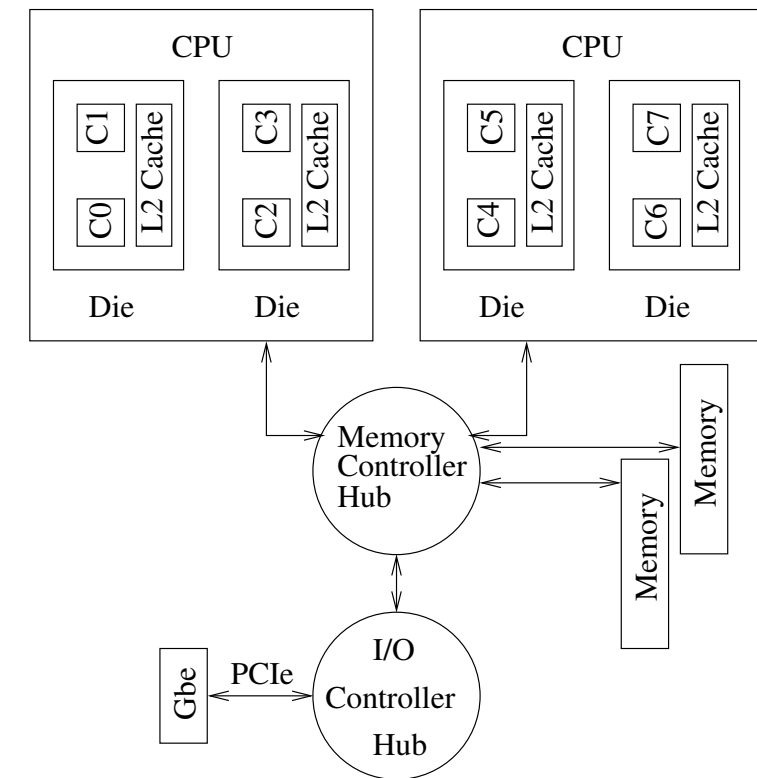 CPU
CPU
C1
C3
C5
C7
L2 Cache
L2 Cache
L2 Cache
L2 Cache
C0
C2
C4
C6
Die
Die
Die
Die
Memory
Controller
Hub
Memory
Memory
I/O
Controller
Hub
PCIe
Gbe